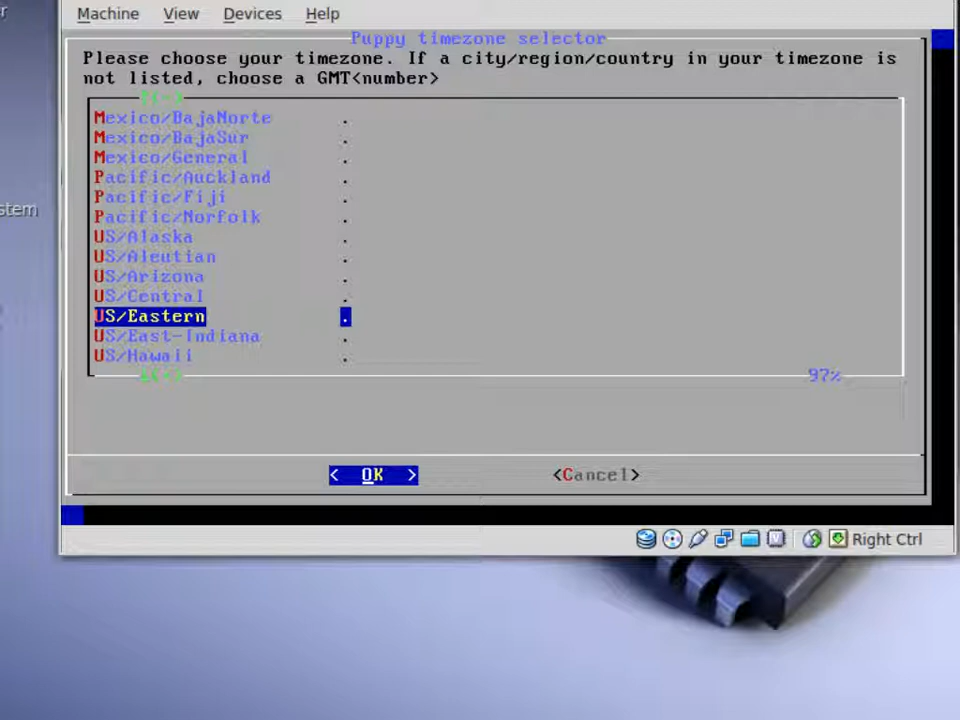 r
Machine View Devices Help
Puppy timezone selector
Please choose your timezone. If a city/region/country in your timezone is
not listed, choose a GMT<number>
Mexico/BajaNorte .
Mexico/BajaSur .
Mexico/General .
Pacific/Auckland .
Pacific/Fiji .
stem
Pacific/Norfolk .
US/Alaska .
US/Aleutian .
US/Arizona .
US/Central .
US/Eastern .
US/East-Indiana .
US/Hawaii .
97%
< OK > <Cancel>
Right Ctrl